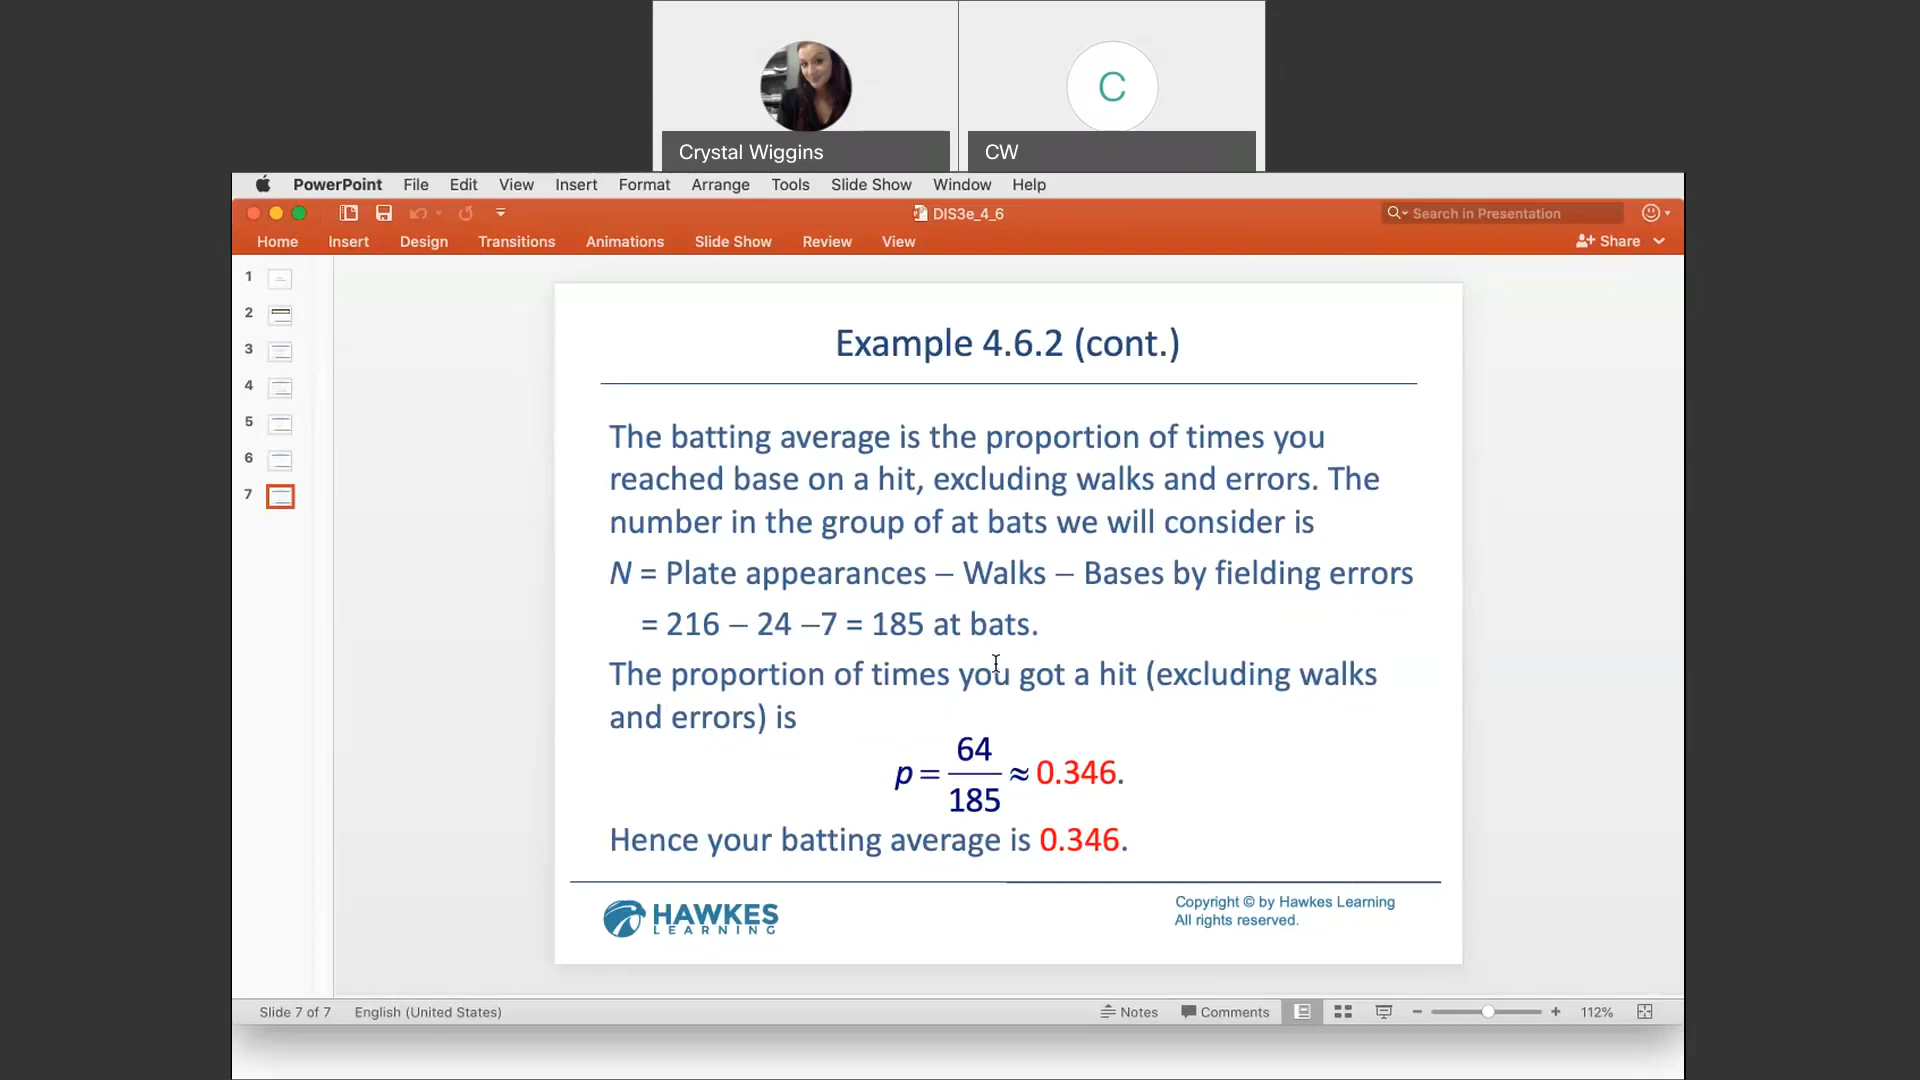 C
Crystal Wiggins
CW
PowerPoint File Edit View Insert Format Arrange Tools Slide Show Window Help
DIS3e_4_6
Search in Presentation
Home Insert Design Transitions Animations Slide Show Review View
Share
1
2
3
4
5
6
7
Example 4.6.2 (cont.)
The batting average is the proportion of times you
reached base on a hit, excluding walks and errors. The
number in the group of at bats we will consider is
N = Plate appearances – Walks – Bases by fielding errors
= 216 – 24 –7 = 185 at bats.
The proportion of times you got a hit (excluding walks
and errors) is
p = 64/185 ≈ 0.346.
Hence your batting average is 0.346.
HAWKES
LEARNING
Copyright © by Hawkes Learning
All rights reserved.
Slide 7 of 7 English (United States) Notes Comments 112%